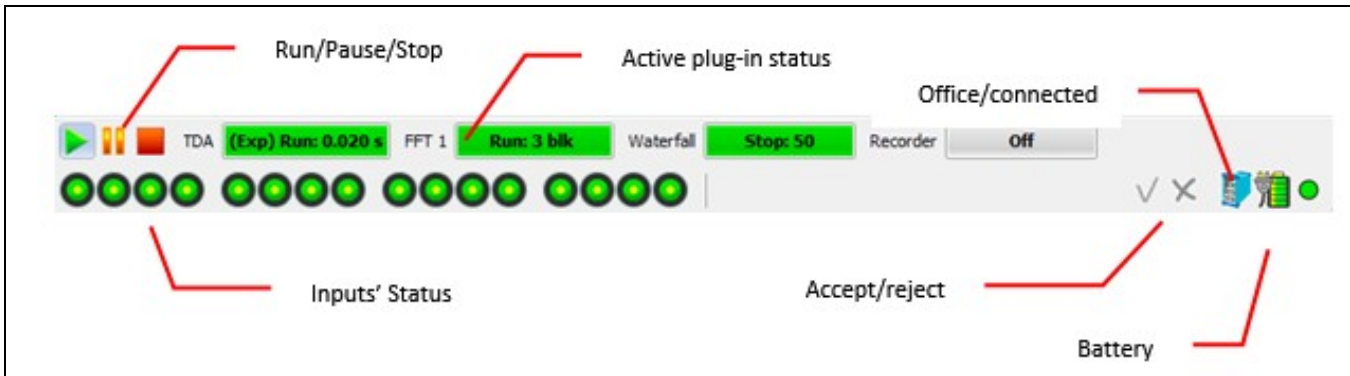 Run/Pause/Stop
Active plug-in status
Office/connected
TDA (Exp) Run: 0.020 s FFT 1 Run: 3 blk Waterfall Stop: 50 Recorder Off
Inputs' Status
Accept/reject
Battery